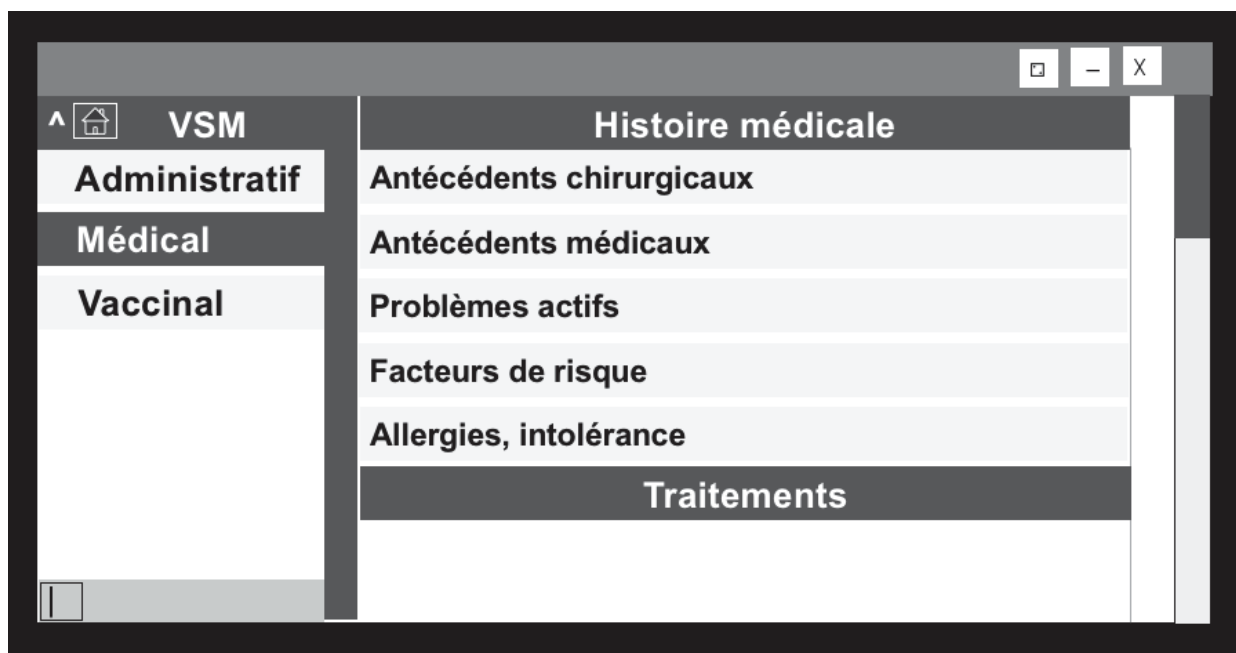 ^ VSM
Administratif
Médical
Vaccinal
Histoire médicale
Antécédents chirurgicaux
Antécédents médicaux
Problèmes actifs
Facteurs de risque
Allergies, intolérance
Traitements